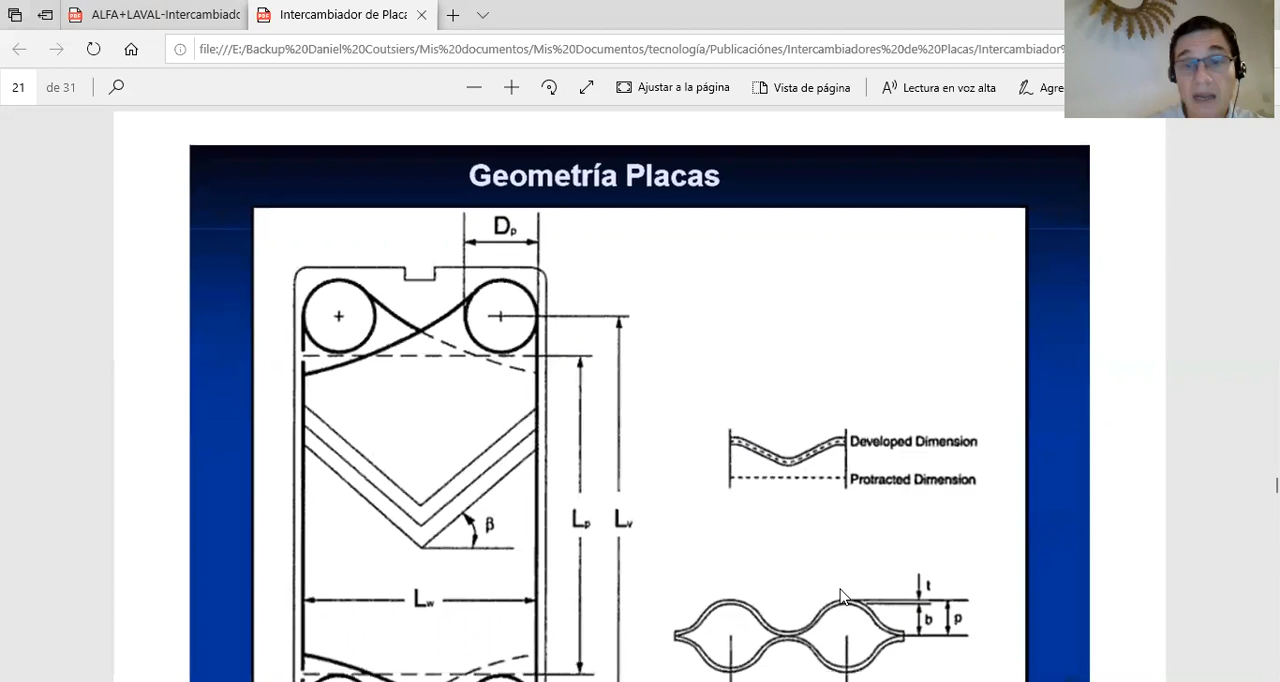 ALFA+LAVAL-Intercambiado
Intercambiador de Placa
file:///E:/Backup%20Daniel%20Coutsiers/Mis%20documentos/Mis%20Documentos/tecnología/Publicaciónes/Intercambiadores%20de%20Placas/Intercambiador%
21 de 31
Ajustar a la página
Vista de página
Lectura en voz alta
Agre
Geometría Placas
Dp
Developed Dimension
Protracted Dimension
β
Lp
Lv
Lw
t
b
p